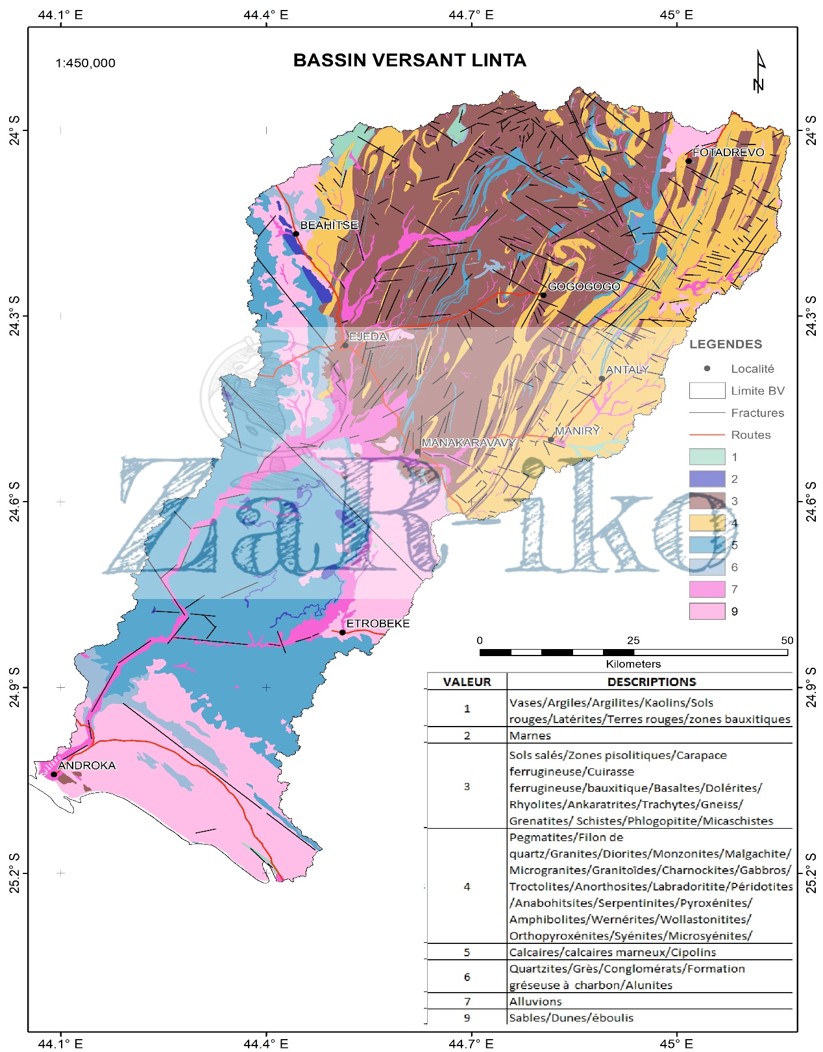 44.1° E 44.4° E 44.7° E 45° E
1:450,000
BASSIN VERSANT LINTA
N
24° S
24° S
FOTADREVO
BEAHITSE
GOGOGOGO
24.3° S
24.3° S
EJEDA
ANTALY
MANIRY
MANAKARAVAVY
LEGENDES
Localité
Limite BV
Fractures
Routes
1
2
3
4
5
6
7
9
ZaRa-iko
24.6° S
24.6° S
ETROBEKE
0 25 50
Kilometers
24.9° S
24.9° S
ANDROKA
25.2° S
25.2° S
VALEUR DESCRIPTIONS
1 Vases/Argiles/Argilites/Kaolins/Sols
rouges/Latérites/Terres rouges/zones bauxitiques
2 Marnes
3 Sols salés/Zones pisolitiques/Carapace
ferrugineuse/Cuirasse
ferrugineuse/bauxitique/Basaltes/Dolérites/
Rhyolites/Ankaratrites/Trachytes/Gneiss/
Grenatites/ Schistes/Phlogopitite/Micaschistes
4 Pegmatites/Filon de
quartz/Granites/Diorites/Monzonites/Malgachite/
Microgranites/Granitoïdes/Charnockites/Gabbros/
Troctolites/Anorthosites/Labradoritite/Péridotites
/Anabohitsites/Serpentinites/Pyroxénites/
Amphibolites/Wernérites/Wollastonitites/
Orthopyroxénites/Syénites/Microsyénites/
5 Calcaires/calcaires marneux/Cipolins
6 Quartzites/Grès/Conglomérats/Formation
gréseuse à charbon/Alunites
7 Alluvions
9 Sables/Dunes/éboulis
44.1° E 44.4° E 44.7° E 45° E